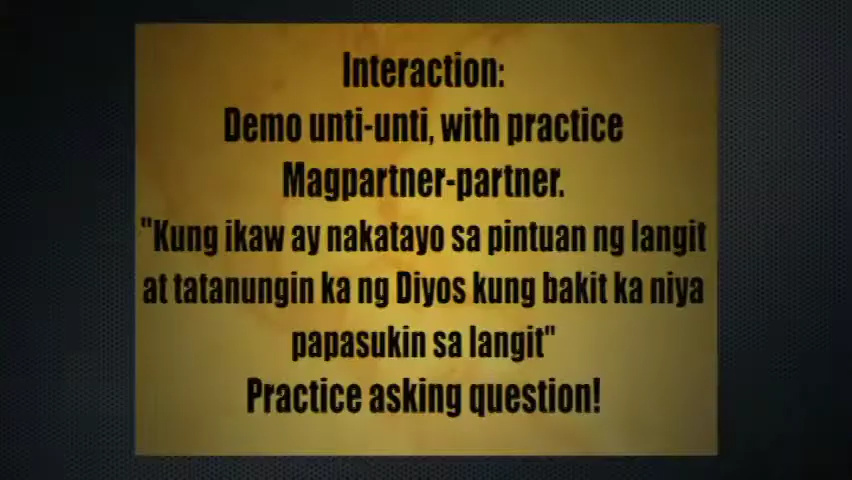 Interaction:
Demo unti-unti, with practice
Magpartner-partner.
"Kung ikaw ay nakatayo sa pintuan ng langit
at tatanungin ka ng Diyos kung bakit ka niya
papasukin sa langit"
Practice asking question!